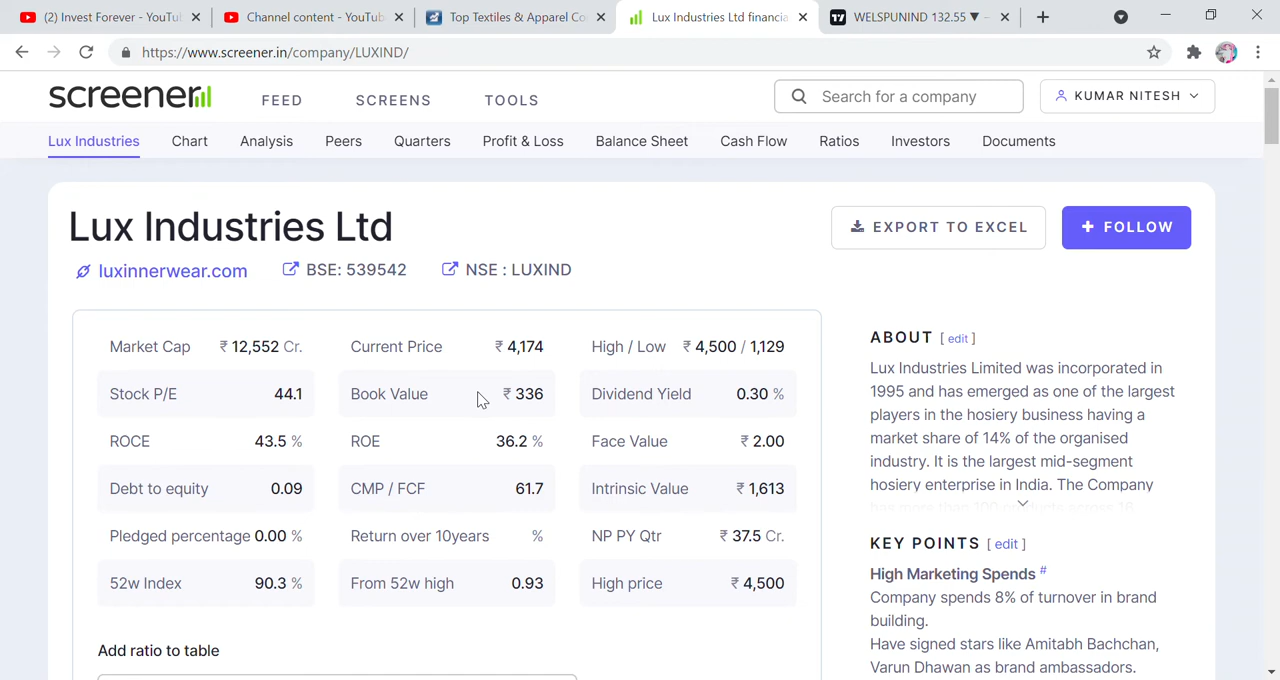 (2) Invest Forever - YouTu
Channel content - YouTub
Top Textiles & Apparel Co
Lux Industries Ltd financia
WELSPUNIND 132.55 ▼ –
https://www.screener.in/company/LUXIND/
screener
FEED
SCREENS
TOOLS
Search for a company
KUMAR NITESH
Lux Industries
Chart
Analysis
Peers
Quarters
Profit & Loss
Balance Sheet
Cash Flow
Ratios
Investors
Documents
Lux Industries Ltd
EXPORT TO EXCEL
+ FOLLOW
luxinnerwear.com
BSE: 539542
NSE : LUXIND
Market Cap ₹ 12,552 Cr.
Current Price ₹ 4,174
High / Low ₹ 4,500 / 1,129
Stock P/E 44.1
Book Value ₹ 336
Dividend Yield 0.30 %
ROCE 43.5 %
ROE 36.2 %
Face Value ₹ 2.00
Debt to equity 0.09
CMP / FCF 61.7
Intrinsic Value ₹ 1,613
Pledged percentage 0.00 %
Return over 10years %
NP PY Qtr ₹ 37.5 Cr.
52w Index 90.3 %
From 52w high 0.93
High price ₹ 4,500
Add ratio to table
ABOUT [ edit ]
Lux Industries Limited was incorporated in
1995 and has emerged as one of the largest
players in the hosiery business having a
market share of 14% of the organised
industry. It is the largest mid-segment
hosiery enterprise in India. The Company
has more than 100 products across 16
KEY POINTS [ edit ]
High Marketing Spends #
Company spends 8% of turnover in brand
building.
Have signed stars like Amitabh Bachchan,
Varun Dhawan as brand ambassadors.